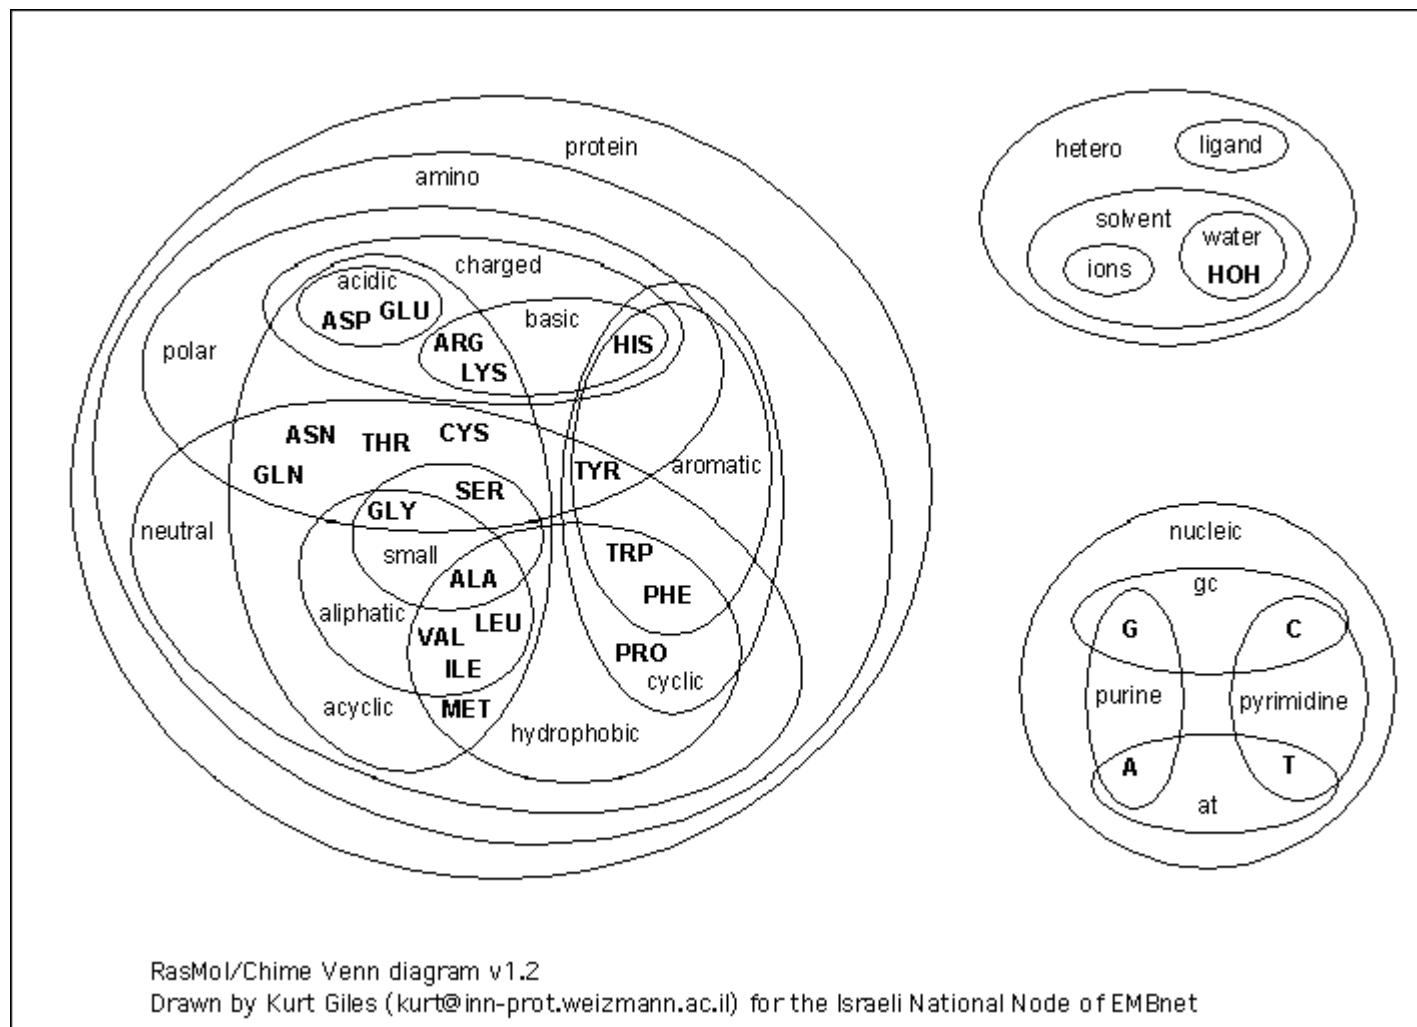 protein
amino
charged
acidic
ASP GLU
basic
ARG
LYS
HIS
polar
ASN THR CYS
GLN
TYR
aromatic
SER
GLY
neutral
small
ALA
TRP
PHE
aliphatic
VAL LEU
ILE
PRO
cyclic
acyclic
MET
hydrophobic
hetero
ligand
solvent
ions
water
HOH
nucleic
gc
G
C
purine
pyrimidine
A
T
at
RasMol/Chime Venn diagram v1.2
Drawn by Kurt Giles (kurt@inn-prot.weizmann.ac.il) for the Israeli National Node of EMBnet